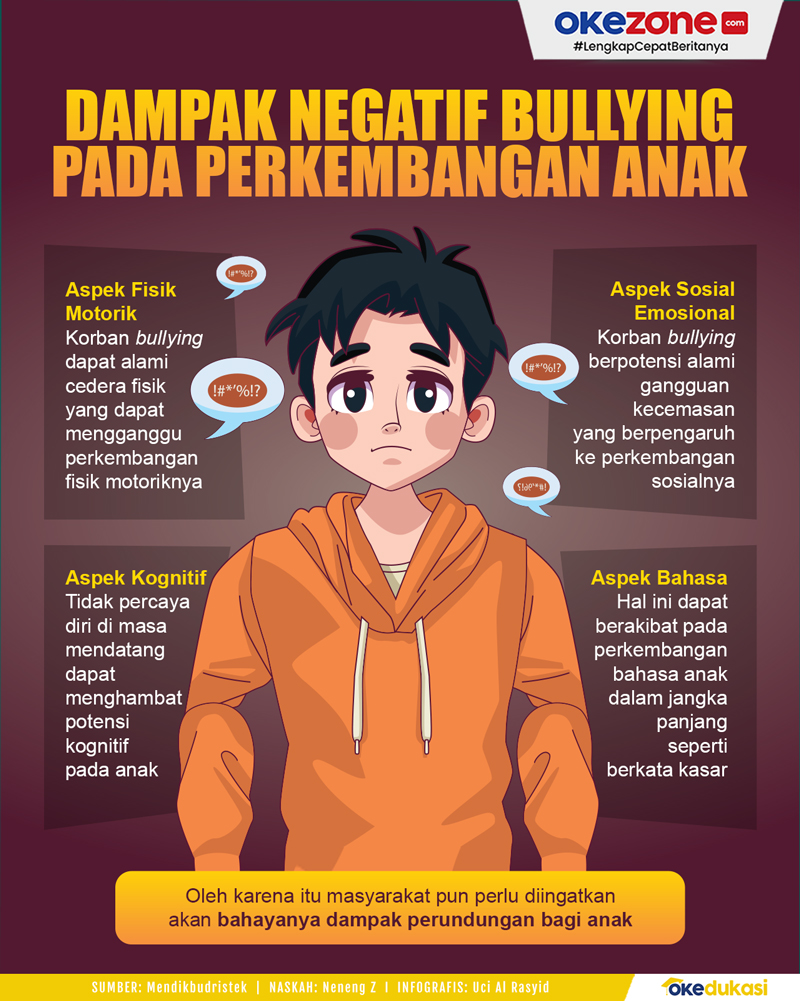 okezone.com
#LengkapCepatBeritanya
DAMPAK NEGATIF BULLYING
PADA PERKEMBANGAN ANAK
Aspek Fisik
Motorik
Korban bullying
dapat alami
cedera fisik
yang dapat
mengganggu
perkembangan
fisik motoriknya
!#*'%!?
!#*'%!?
Aspek Sosial
Emosional
Korban bullying
berpotensi alami
gangguan
kecemasan
yang berpengaruh
ke perkembangan
sosialnya
!#*'%!?
!#*'%!?
Aspek Kognitif
Tidak percaya
diri di masa
mendatang
dapat
menghambat
potensi
kognitif
pada anak
Aspek Bahasa
Hal ini dapat
berakibat pada
perkembangan
bahasa anak
dalam jangka
panjang
seperti
berkata kasar
Oleh karena itu masyarakat pun perlu diingatkan
akan bahayanya dampak perundungan bagi anak
SUMBER: Mendikbudristek | NASKAH: Neneng Z I INFOGRAFIS: Uci Al Rasyid
okedukasi